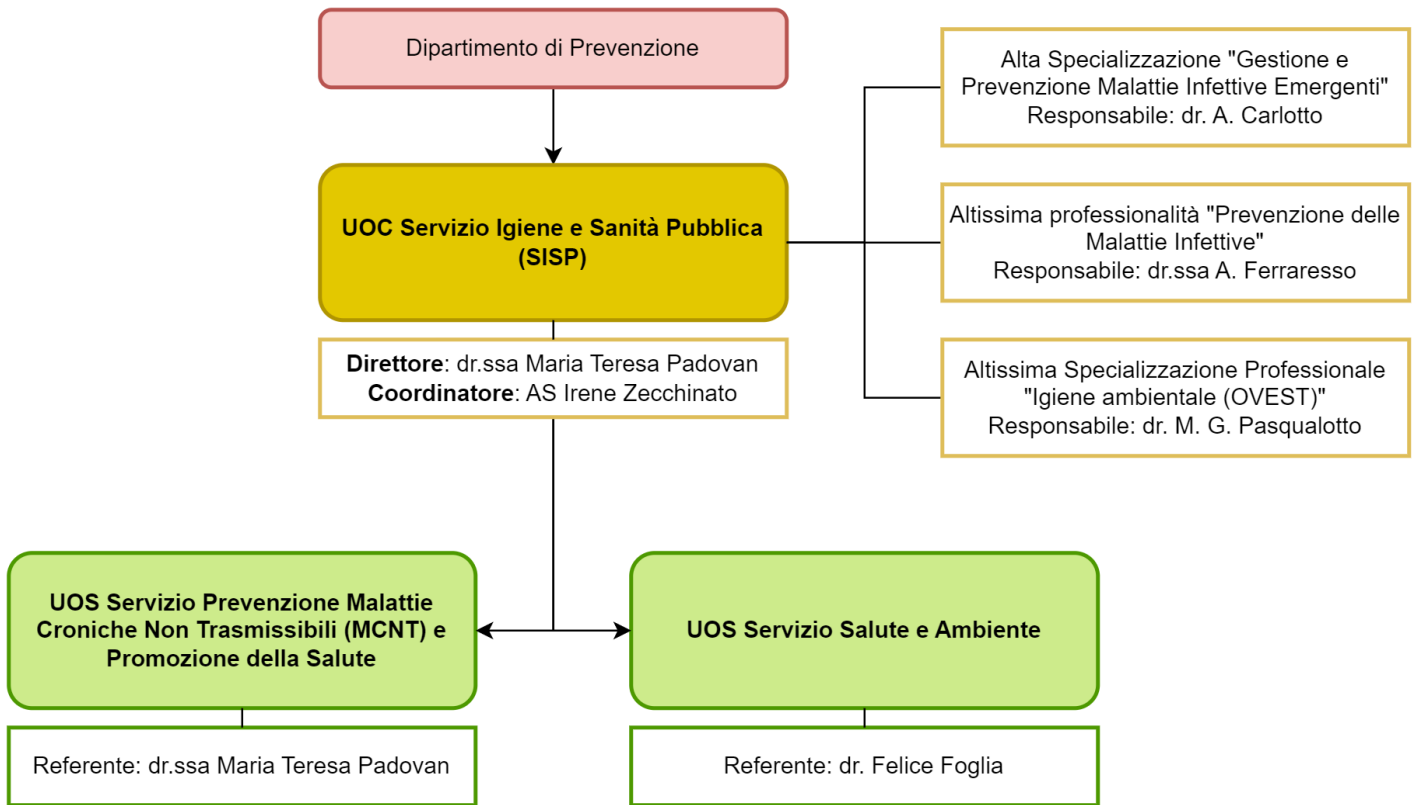 Dipartimento di Prevenzione
UOC Servizio Igiene e Sanità Pubblica
(SISP)
Direttore: dr.ssa Maria Teresa Padovan
Coordinatore: AS Irene Zecchinato
Alta Specializzazione "Gestione e
Prevenzione Malattie Infettive Emergenti"
Responsabile: dr. A. Carlotto
Altissima professionalità "Prevenzione delle
Malattie Infettive"
Responsabile: dr.ssa A. Ferraresso
Altissima Specializzazione Professionale
"Igiene ambientale (OVEST)"
Responsabile: dr. M. G. Pasqualotto
UOS Servizio Prevenzione Malattie
Croniche Non Trasmissibili (MCNT) e
Promozione della Salute
Referente: dr.ssa Maria Teresa Padovan
UOS Servizio Salute e Ambiente
Referente: dr. Felice Foglia